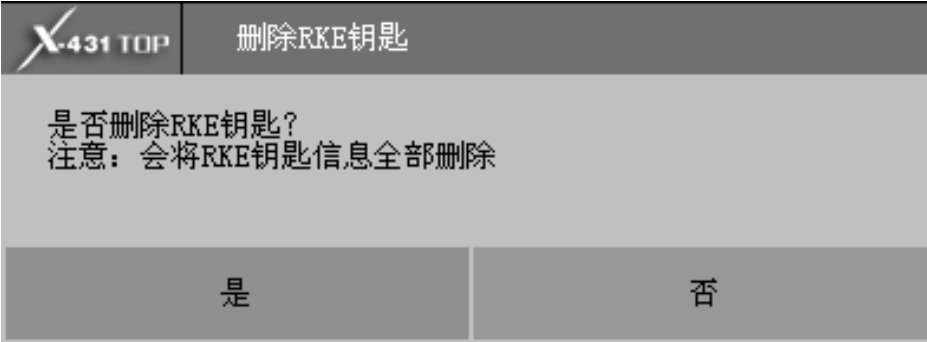 X-431 TOP
删除RKE钥匙
是否删除RKE钥匙?
注意：会将RKE钥匙信息全部删除
是
否